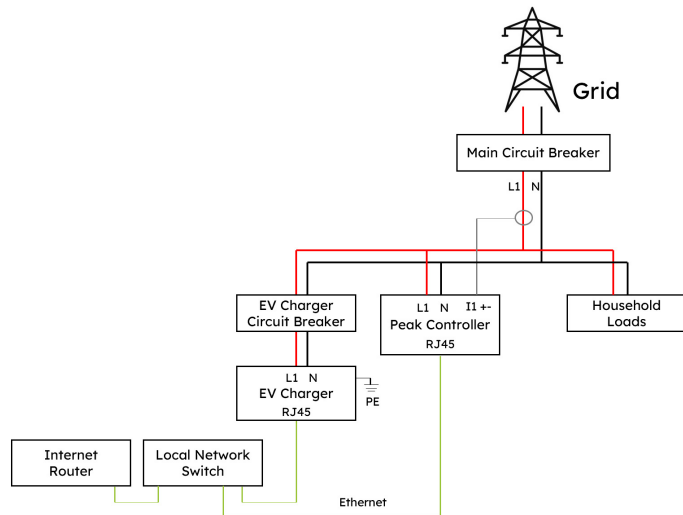 Grid
Main Circuit Breaker
L1 N
EV Charger
Circuit Breaker
L1 N I1 +-
Peak Controller
RJ45
Household
Loads
L1 N
EV Charger
RJ45
PE
Internet
Router
Local Network
Switch
Ethernet